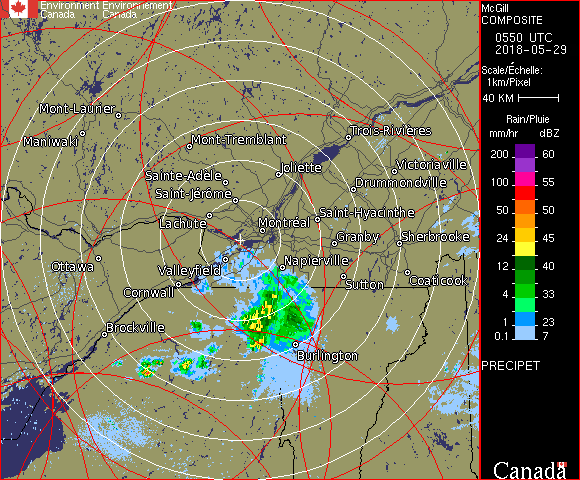 Environment Environnement
Canada Canada
McGill
COMPOSITE
0550 UTC
2018-05-29
Scale/Échelle:
1km/Pixel
40 KM
Rain/Pluie
mm/hr dBZ
200 60
100 55
50 50
24 45
12 40
4 33
1 23
0.1 7
PRECIPET
Canada
Mont-Laurier
Maniwaki
Mont-Tremblant
Trois-Rivières
Sainte-Adèle
Joliette
Victoriaville
Saint-Jérôme
Drummondville
Lachute
Montréal
Saint-Hyacinthe
Granby
Sherbrooke
Ottawa
Valleyfield
Napierville
Cornwall
Sutton
Coaticook
Brockville
Burlington